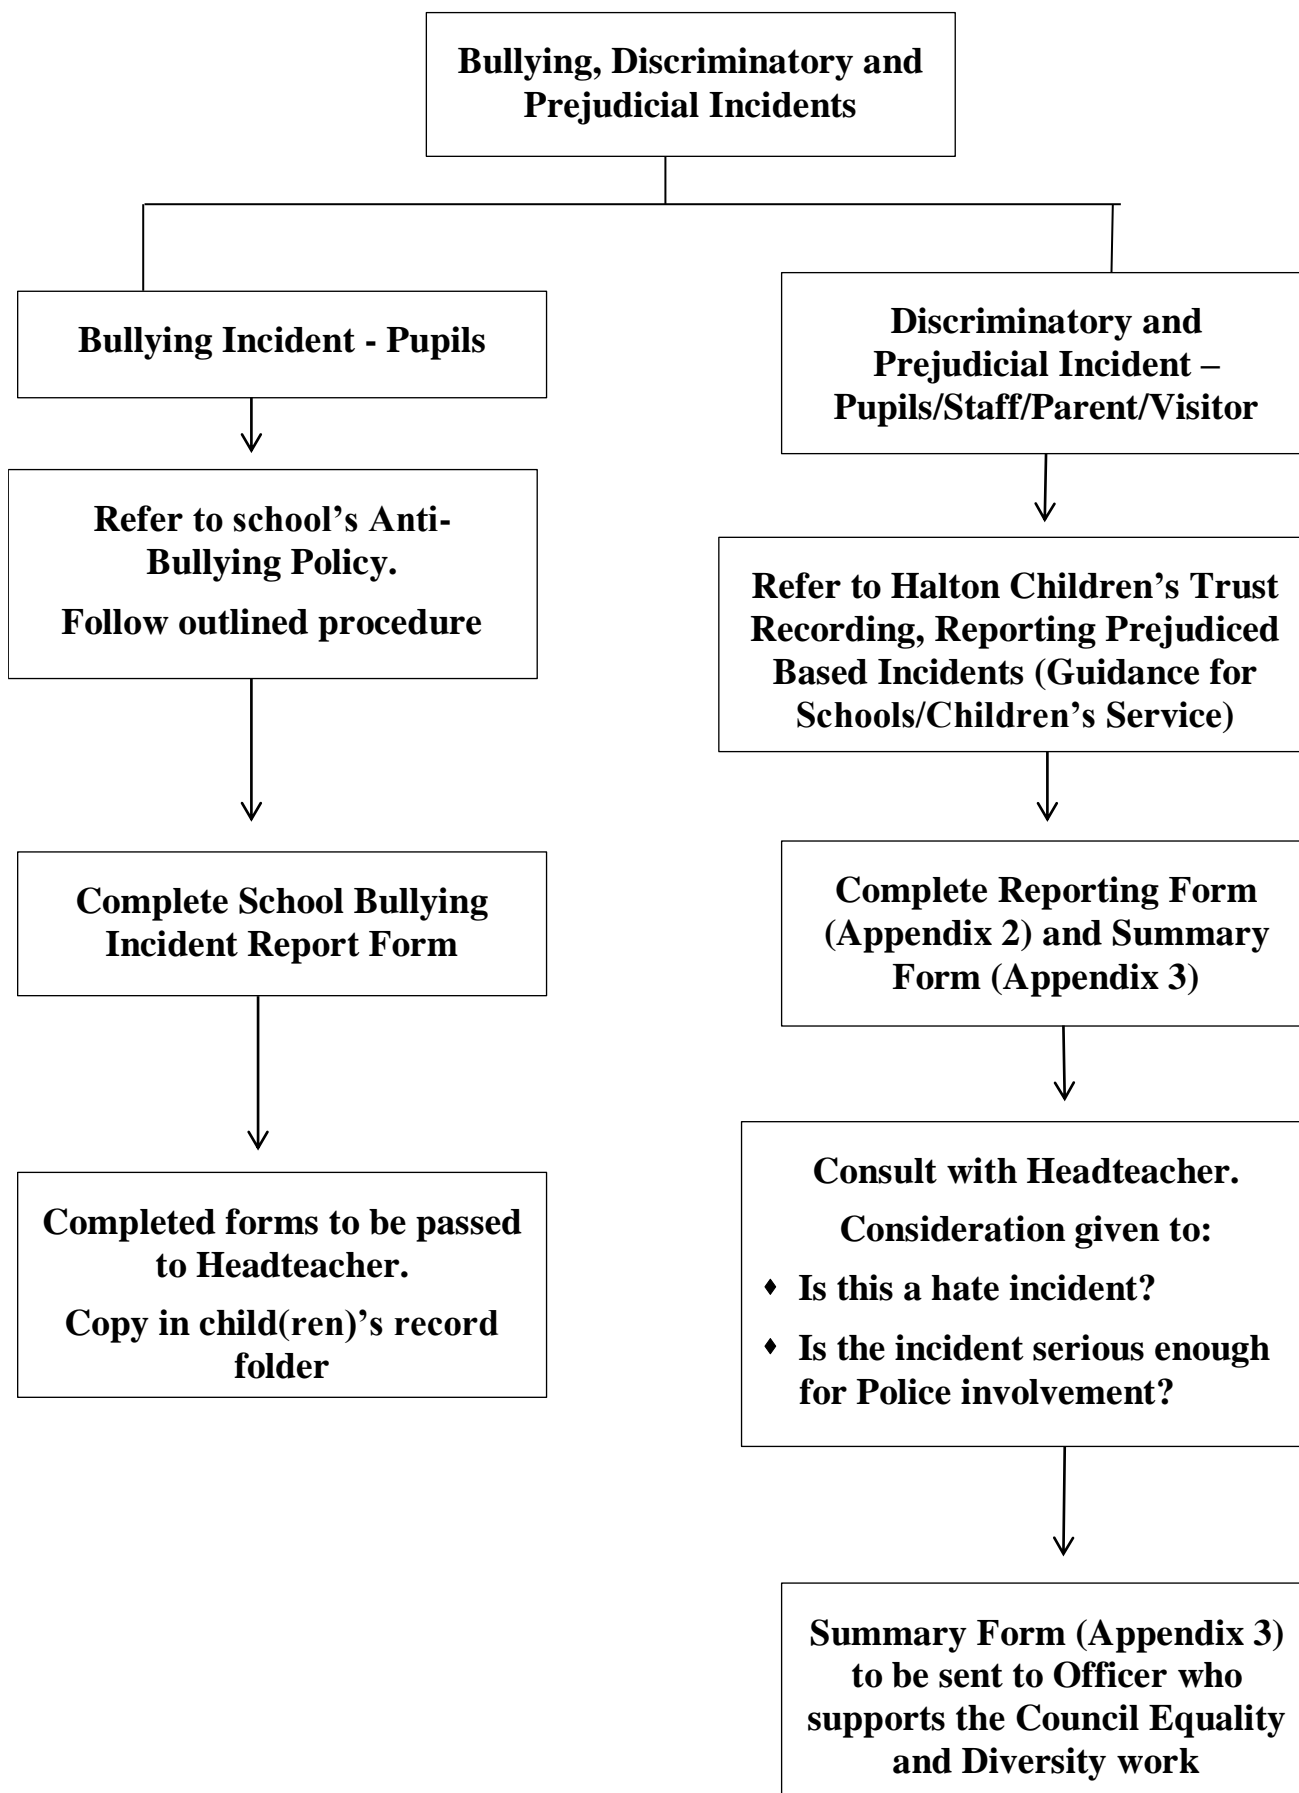 Bullying, Discriminatory and
Prejudicial Incidents
Bullying Incident - Pupils
Refer to school’s Anti-
Bullying Policy.
Follow outlined procedure
Complete School Bullying
Incident Report Form
Completed forms to be passed
to Headteacher.
Copy in child(ren)’s record
folder
Discriminatory and
Prejudicial Incident –
Pupils/Staff/Parent/Visitor
Refer to Halton Children’s Trust
Recording, Reporting Prejudiced
Based Incidents (Guidance for
Schools/Children’s Service)
Complete Reporting Form
(Appendix 2) and Summary
Form (Appendix 3)
Consult with Headteacher.
Consideration given to:
♦ Is this a hate incident?
♦ Is the incident serious enough
for Police involvement?
Summary Form (Appendix 3)
to be sent to Officer who
supports the Council Equality
and Diversity work